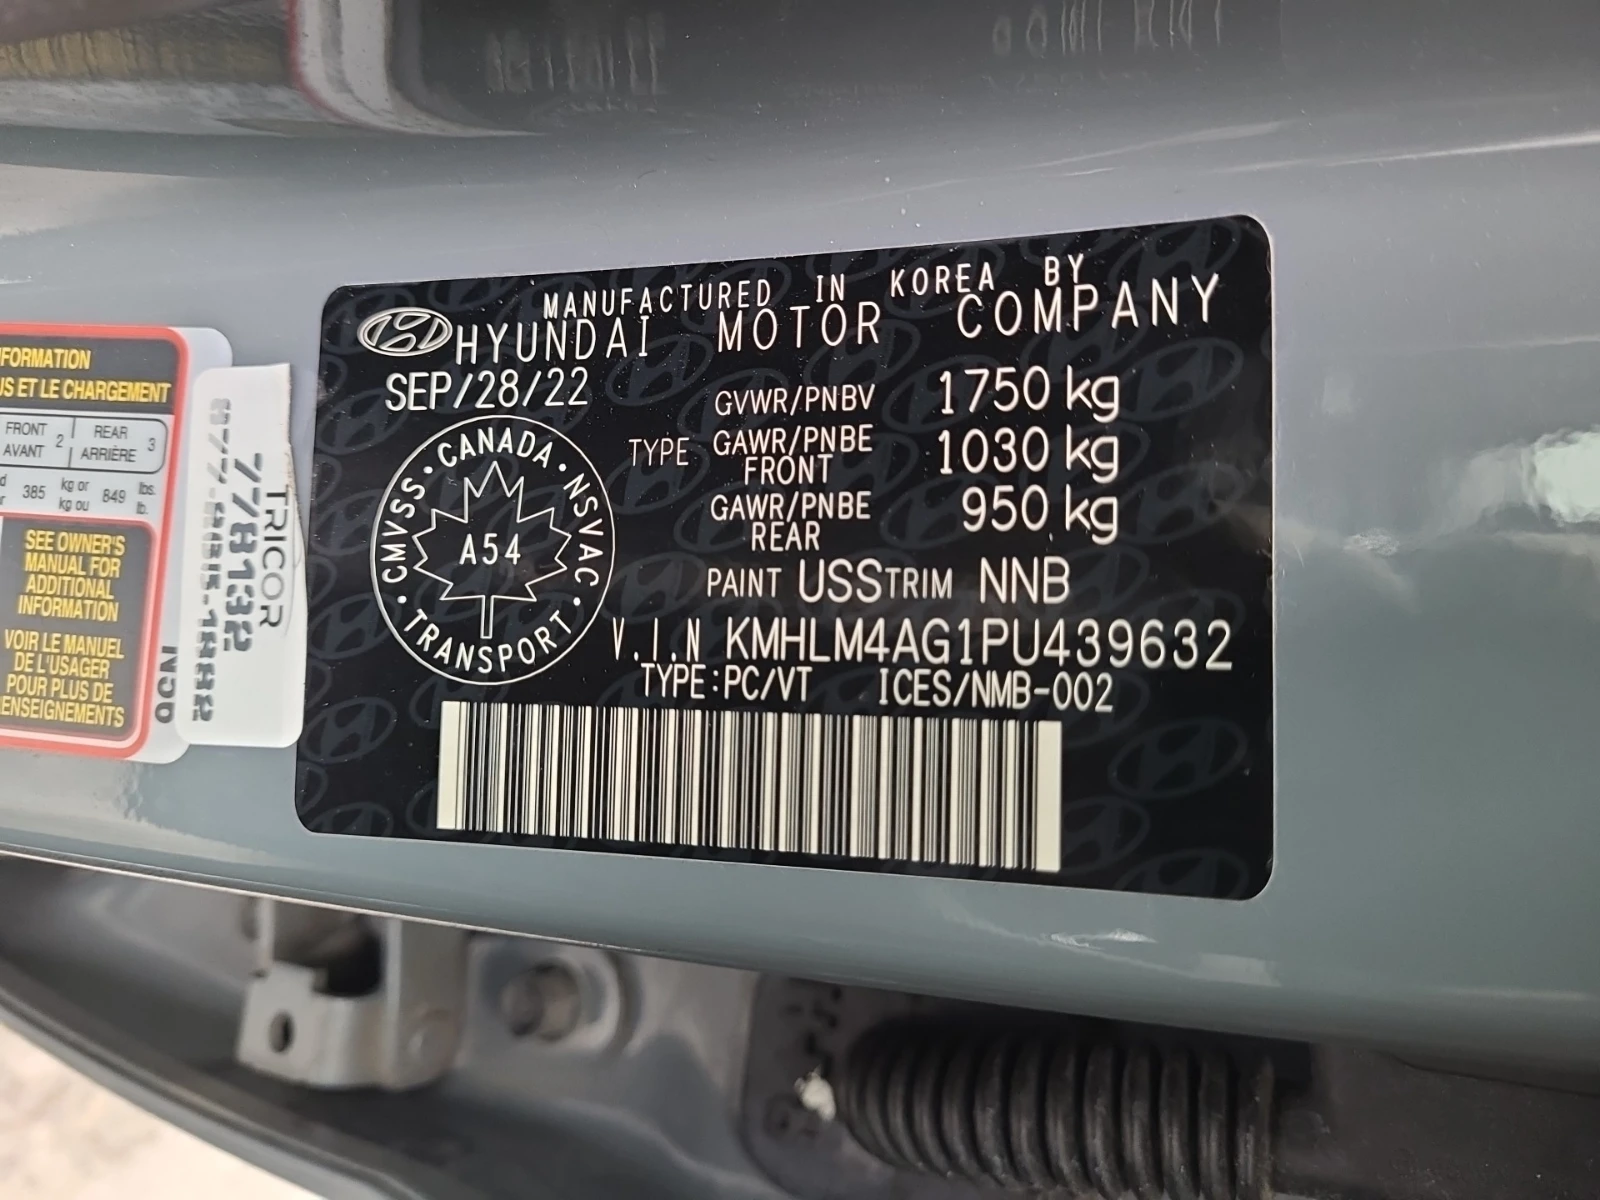 MANUFACTURED IN KOREA BY
HYUNDAI MOTOR COMPANY
SEP/28/22
GVWR/PNBV 1750 kg
TYPE GAWR/PNBE FRONT 1030 kg
GAWR/PNBE REAR 950 kg
PAINT USS TRIM NNB
V.I.N KMHLM4AG1PU439632
TYPE:PC/VT ICES/NMB-002
CANADA · NSVAC · TRANSPORT · CMVSS ·
A54
US ET LE CHARGEMENT
FRONT AVANT 2
REAR ARRIÈRE 3
385 kg or kg ou 849 lbs. lb.
SEE OWNER'S
MANUAL FOR
ADDITIONAL
INFORMATION
VOIR LE MANUEL
DE L'USAGER
POUR PLUS DE
RENSEIGNEMENTS
TRICOR
778132